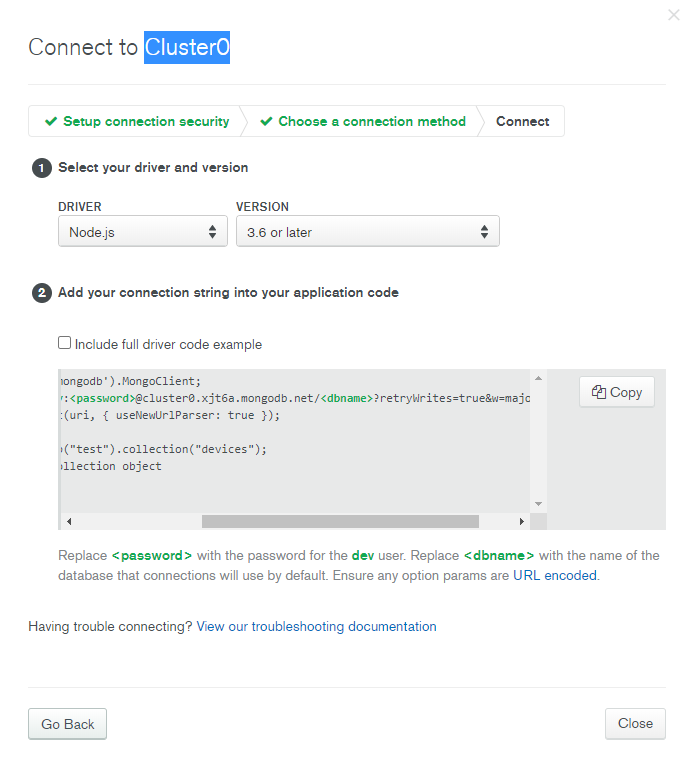 Connect to Cluster0
Setup connection security
Choose a connection method
Connect
1 Select your driver and version
DRIVER
VERSION
Node.js
3.6 or later
2 Add your connection string into your application code
Include full driver code example
ongodb').MongoClient;
:<password>@cluster0.xjt6a.mongodb.net/<dbname>?retryWrites=true&w=majo
(uri, { useNewUrlParser: true });
("test").collection("devices");
llection object
Copy
Replace <password> with the password for the dev user. Replace <dbname> with the name of the
database that connections will use by default. Ensure any option params are URL encoded.
Having trouble connecting? View our troubleshooting documentation
Go Back
Close